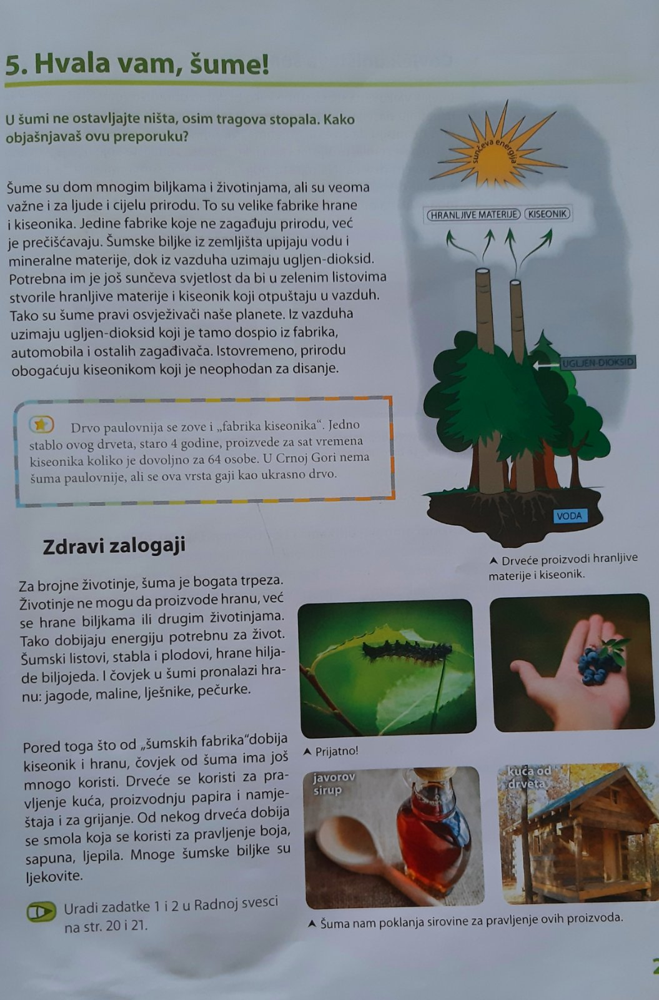 5. Hvala vam, šume!
U šumi ne ostavljajte ništa, osim tragova stopala. Kako
objašnjavaš ovu preporuku?
Šume su dom mnogim biljkama i životinjama, ali su veoma
važne i za ljude i cijelu prirodu. To su velike fabrike hrane
i kiseonika. Jedine fabrike koje ne zagađuju prirodu, već
je prečišćavaju. Šumske biljke iz zemljišta upijaju vodu i
mineralne materije, dok iz vazduha uzimaju ugljen-dioksid.
Potrebna im je još sunčeva svjetlost da bi u zelenim listovima
stvorile hranljive materije i kiseonik koji otpuštaju u vazduh.
Tako su šume pravi osvježivači naše planete. Iz vazduha
uzimaju ugljen-dioksid koji je tamo dospio iz fabrika,
automobila i ostalih zagađivača. Istovremeno, prirodu
obogaćuju kiseonikom koji je neophodan za disanje.
sunčeva energija
HRANLJIVE MATERIJE
KISEONIK
UGLJEN-DIOKSID
VODA
Drveće proizvodi hranljive
materije i kiseonik.
Drvo paulovnija se zove i „fabrika kiseonika“. Jedno
stablo ovog drveta, staro 4 godine, proizvede za sat vremena
kiseonika koliko je dovoljno za 64 osobe. U Crnoj Gori nema
šuma paulovnije, ali se ova vrsta gaji kao ukrasno drvo.
Zdravi zalogaji
Za brojne životinje, šuma je bogata trpeza.
Životinje ne mogu da proizvode hranu, već
se hrane biljkama ili drugim životinjama.
Tako dobijaju energiju potrebnu za život.
Šumski listovi, stabla i plodovi, hrane hilja-
de biljojeda. I čovjek u šumi pronalazi hra-
nu: jagode, maline, lješnike, pečurke.
Pored toga što od „šumskih fabrika“dobija
kiseonik i hranu, čovjek od šuma ima još
mnogo koristi. Drveće se koristi za pra-
vljenje kuća, proizvodnju papira i namje-
štaja i za grijanje. Od nekog drveća dobija
se smola koja se koristi za pravljenje boja,
sapuna, ljepila. Mnoge šumske biljke su
ljekovite.
Uradi zadatke 1 i 2 u Radnoj svesci
na str. 20 i 21.
Prijatno!
javorov
sirup
kuća od
drveta
Šuma nam poklanja sirovine za pravljenje ovih proizvoda.